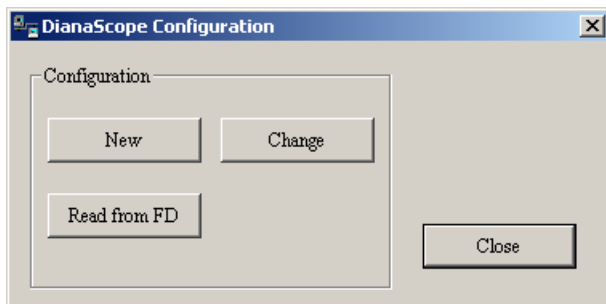 DianaScope Configuration
Configuration
New
Change
Read from FD
Close